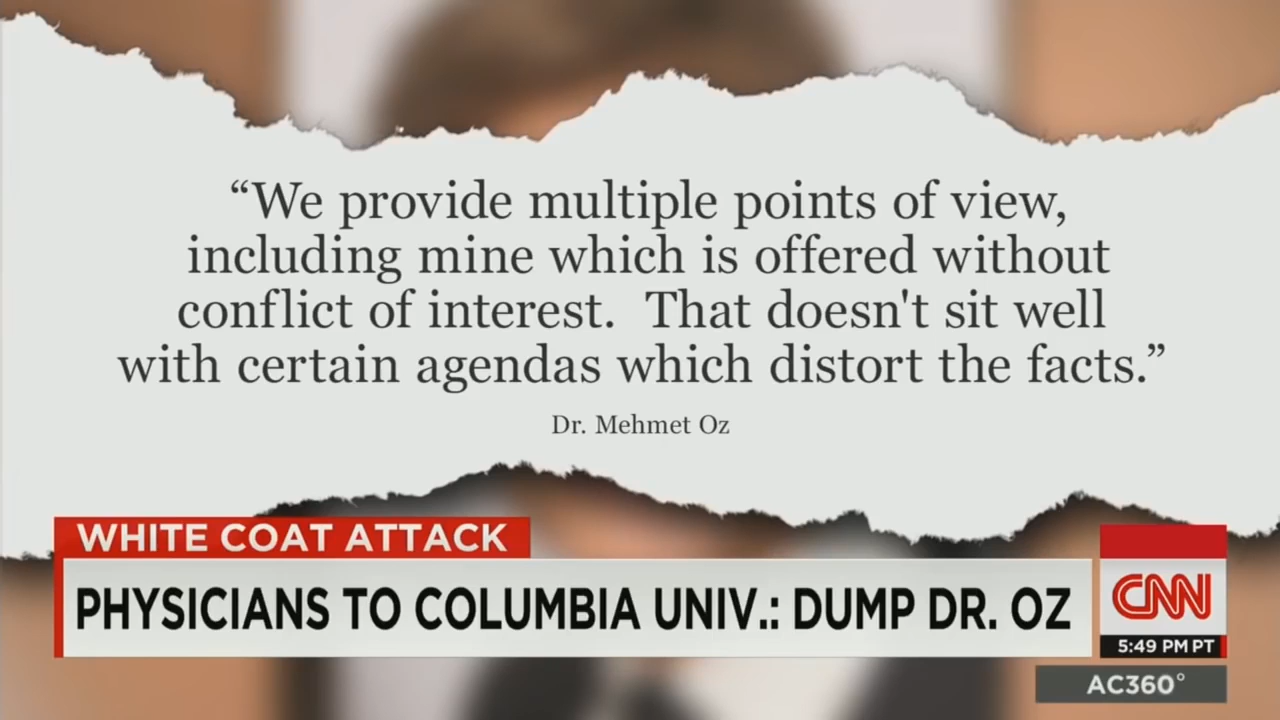 “We provide multiple points of view,
including mine which is offered without
conflict of interest.  That doesn't sit well
with certain agendas which distort the facts.”
Dr. Mehmet Oz
WHITE COAT ATTACK
PHYSICIANS TO COLUMBIA UNIV.: DUMP DR. OZ
CNN
5:49 PM PT
AC360°